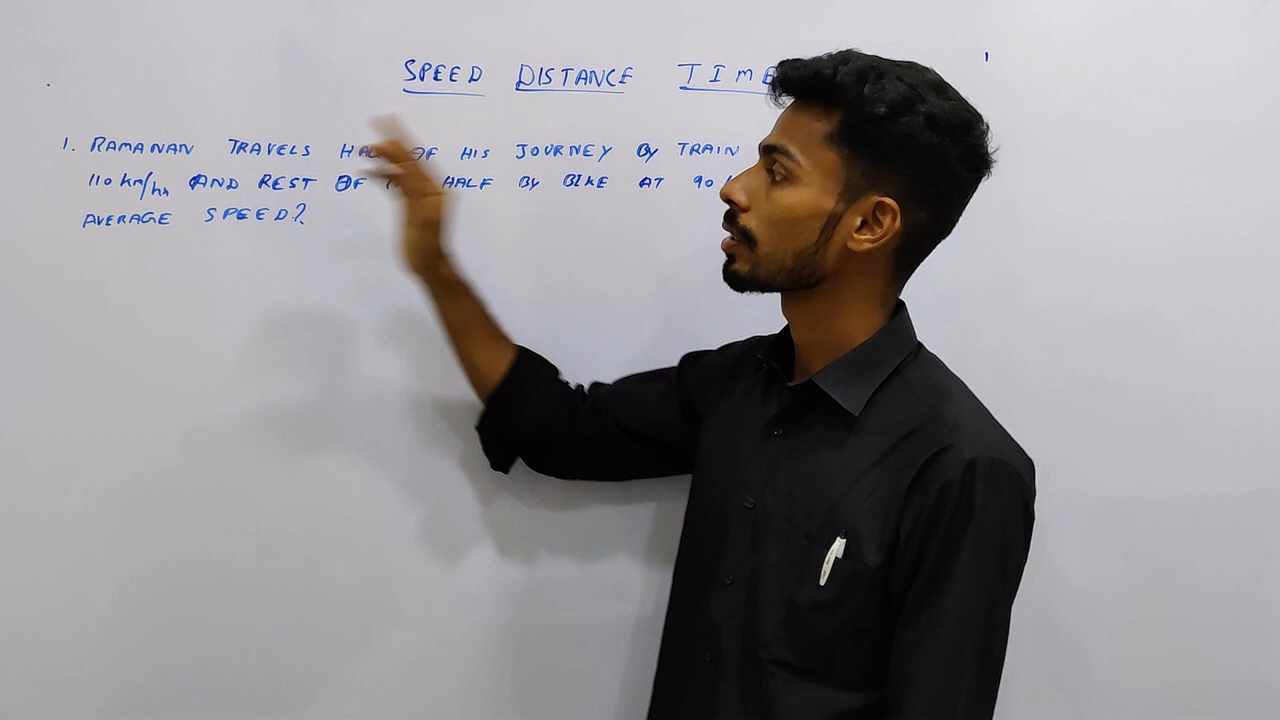 SPEED DISTANCE TIME
1. RAMANAN TRAVELS HALF OF HIS JOURNEY BY TRAIN
110 km/hr AND REST OF HALF BY BIKE AT 90
AVERAGE SPEED?